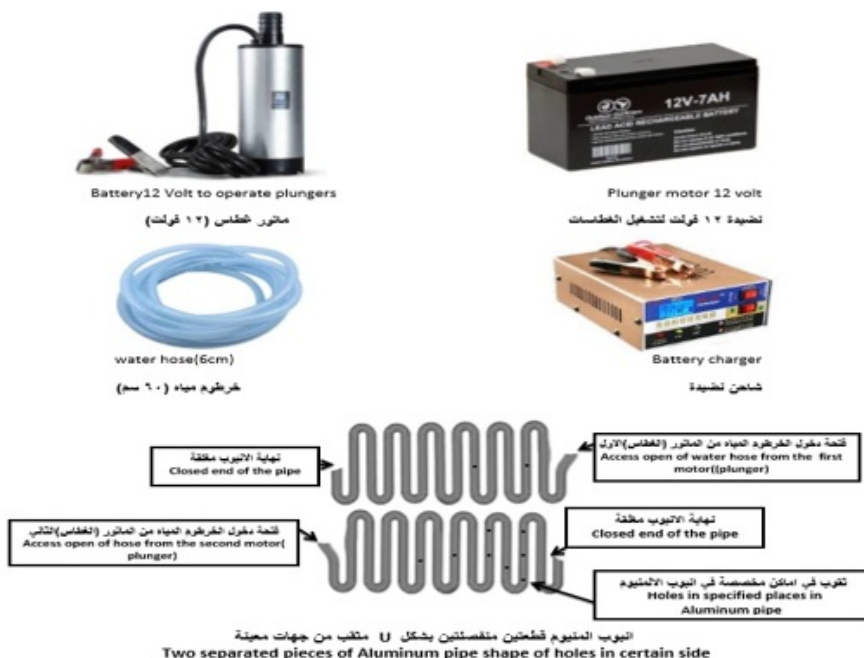 12V-7AH
LEAD ACID RECHARGEABLE BATTERY
Battery12 Volt to operate plungers
ماتور غطاس (١٢ فولت)
Plunger motor 12 volt
نضيدة ١٢ فولت لتشغيل الغطاسات
water hose(6cm)
خرطوم مياه (٦٠ سم)
Battery charger
شاحن نضيدة
نهاية الانبوب مغلقة
Closed end of the pipe
فتحة دخول الخرطوم المياه من الماتور (الغطاس)الاول
Access open of water hose from the first
motor((plunger)
فتحة دخول الخرطوم المياه من الماتور (الغطاس)الثاني
Access open of hose from the second motor(
plunger)
نهاية الانبوب مغلقة
Closed end of the pipe
ثقوب في اماكن مخصصة في انبوب الالمنيوم
Holes in specified places in
Aluminum pipe
انبوب المنيوم قطعتين منفصلتين بشكل U مثقب من جهات معينة
Two separated pieces of Aluminum pipe shape of holes in certain side